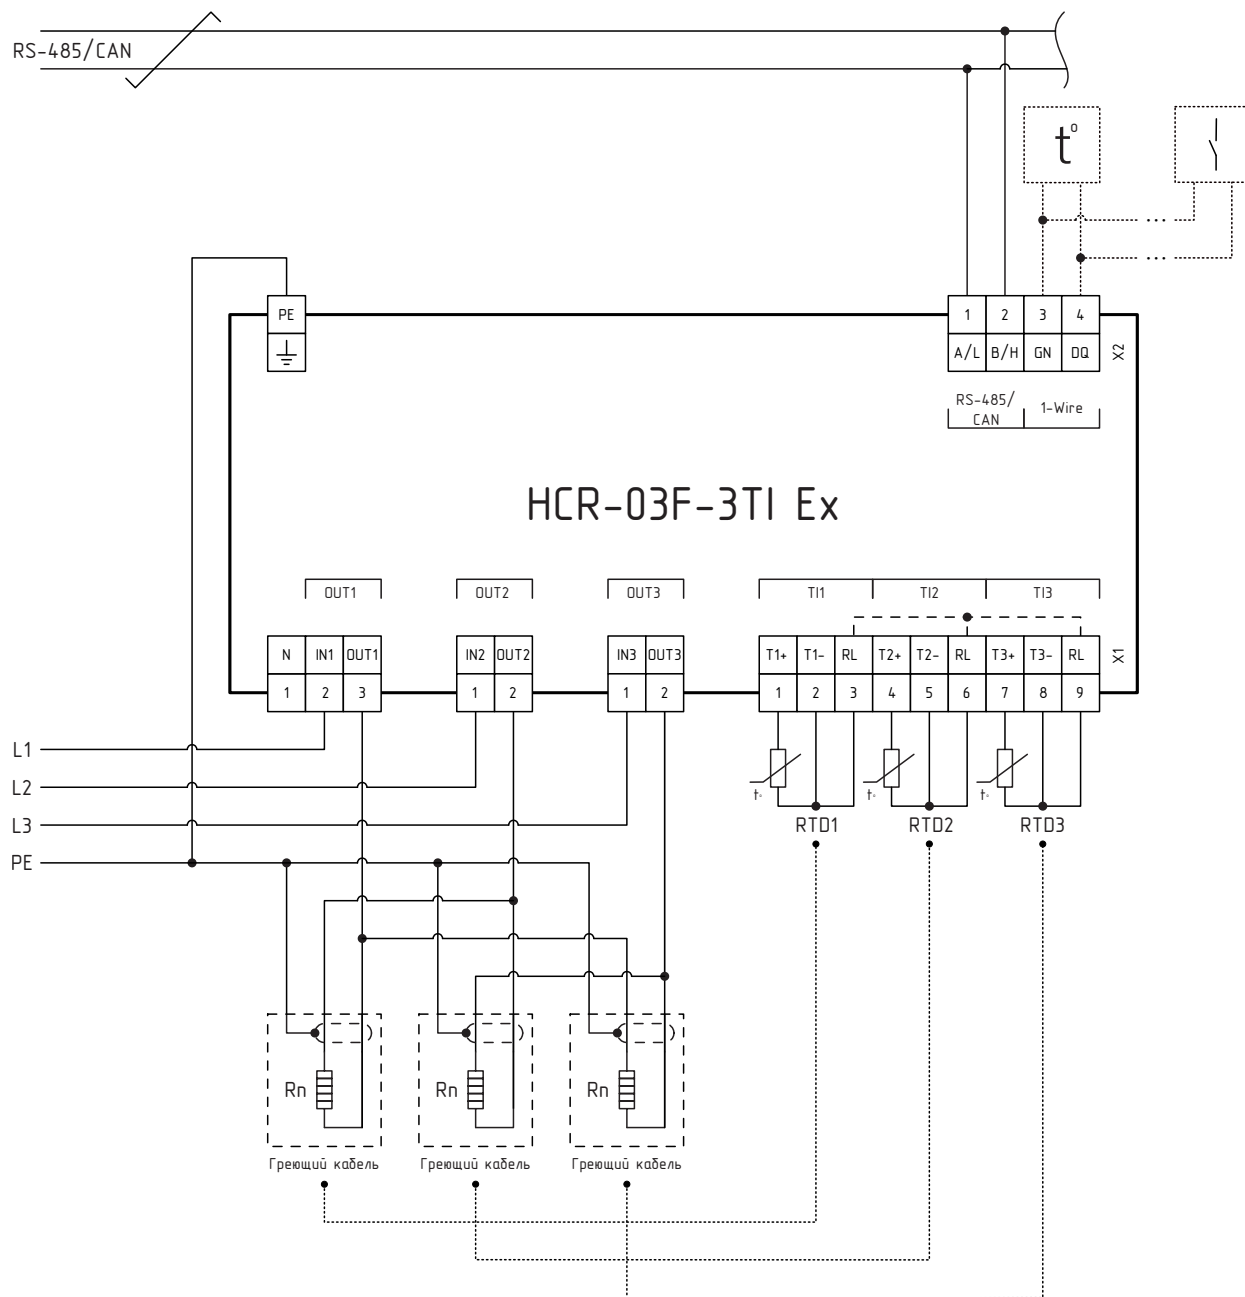 RS-485/CAN
t°
...
...
PE
1 2 3 4
A/L B/H GN DQ
X2
RS-485/
CAN
1-Wire
HCR-03F-3TI Ex
OUT1 OUT2 OUT3 TI1 TI2 TI3
N IN1 OUT1 IN2 OUT2 IN3 OUT3 T1+ T1- RL T2+ T2- RL T3+ T3- RL
X1
1 2 3 1 2 1 2 1 2 3 4 5 6 7 8 9
L1
L2
t° t° t°
L3
RTD1 RTD2 RTD3
PE
Rn Rn Rn
Греющий кабель Греющий кабель Греющий кабель